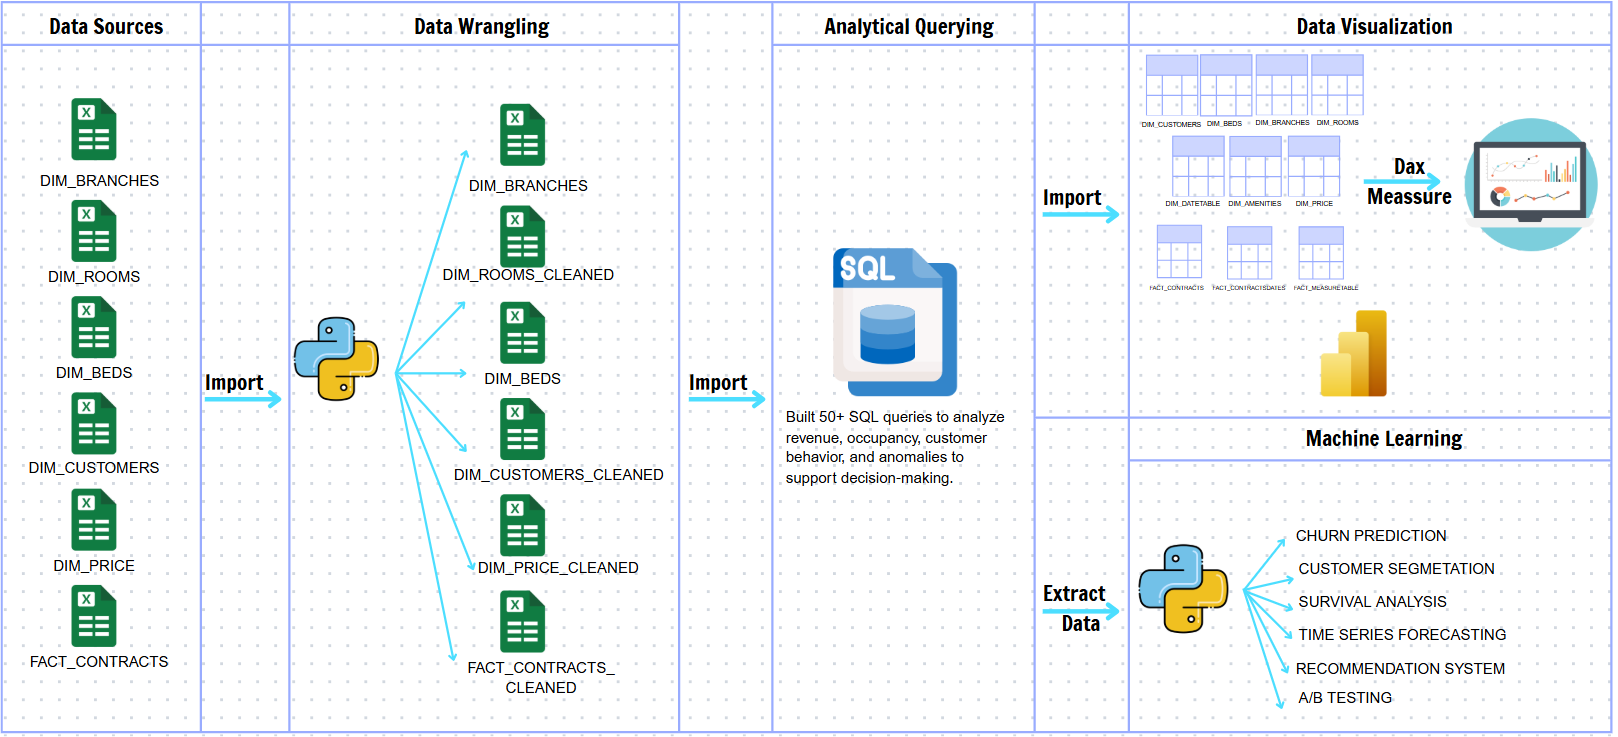 Data Sources
DIM_BRANCHES
DIM_ROOMS
DIM_BEDS
DIM_CUSTOMERS
DIM_PRICE
FACT_CONTRACTS
Import
Data Wrangling
DIM_BRANCHES
DIM_ROOMS_CLEANED
DIM_BEDS
DIM_CUSTOMERS_CLEANED
DIM_PRICE_CLEANED
FACT_CONTRACTS_
CLEANED
Import
Analytical Querying
SQL
Built 50+ SQL queries to analyze
revenue, occupancy, customer
behavior, and anomalies to
support decision-making.
Import
Data Visualization
DIM_CUSTOMERS DIM_BEDS DIM_BRANCHES DIM_ROOMS
DIM_DATETABLE DIM_AMENITIES DIM_PRICE
FACT_CONTRACTS FACT_CONTRACTSDATES FACT_MEASURETABLE
Dax
Meassure
Extract
Data
Machine Learning
CHURN PREDICTION
CUSTOMER SEGMETATION
SURVIVAL ANALYSIS
TIME SERIES FORECASTING
RECOMMENDATION SYSTEM
A/B TESTING